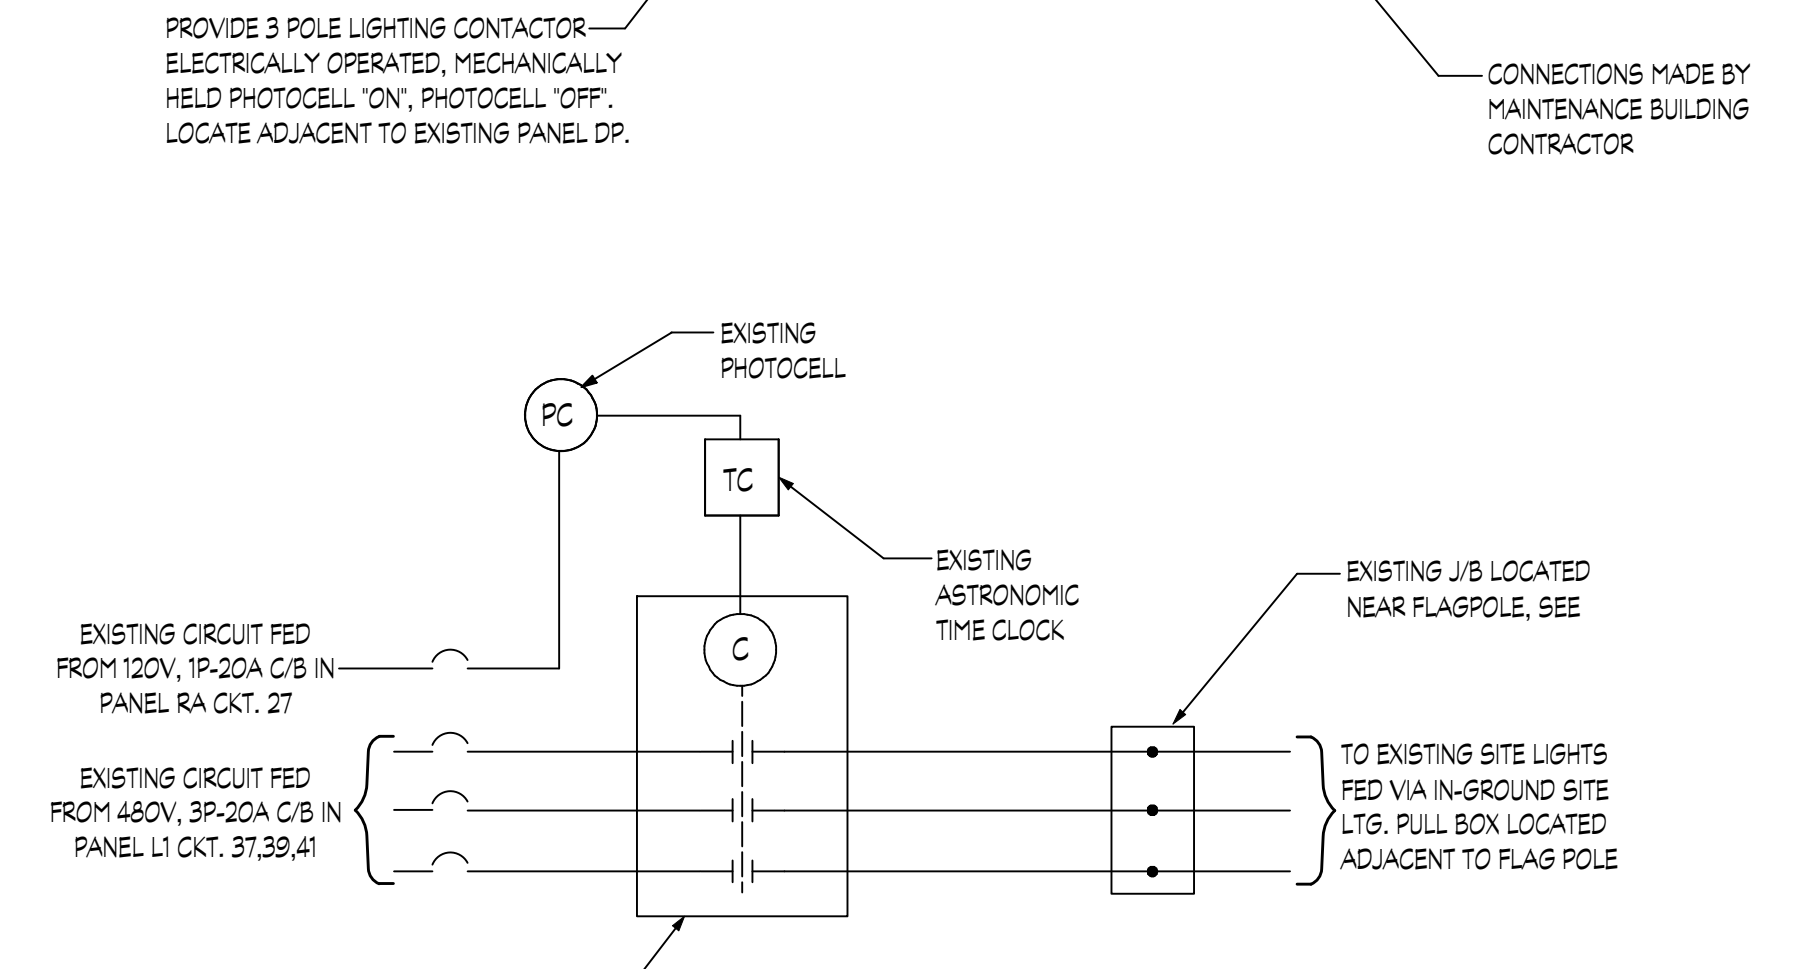 PROVIDE 3 POLE LIGHTING CONTACTOR
ELECTRICALLY OPERATED, MECHANICALLY
HELD PHOTOCELL "ON", PHOTOCELL "OFF".
LOCATE ADJACENT TO EXISTING PANEL DP.
CONNECTIONS MADE BY
MAINTENANCE BUILDING
CONTRACTOR
EXISTING
PHOTOCELL
PC
TC
EXISTING
ASTRONOMIC
TIME CLOCK
EXISTING J/B LOCATED
NEAR FLAGPOLE, SEE
C
EXISTING CIRCUIT FED
FROM 120V, 1P-20A C/B IN
PANEL RA CKT. 27
EXISTING CIRCUIT FED
FROM 480V, 3P-20A C/B IN
PANEL L1 CKT. 37,39,41
TO EXISTING SITE LIGHTS
FED VIA IN-GROUND SITE
LTG. PULL BOX LOCATED
ADJACENT TO FLAG POLE